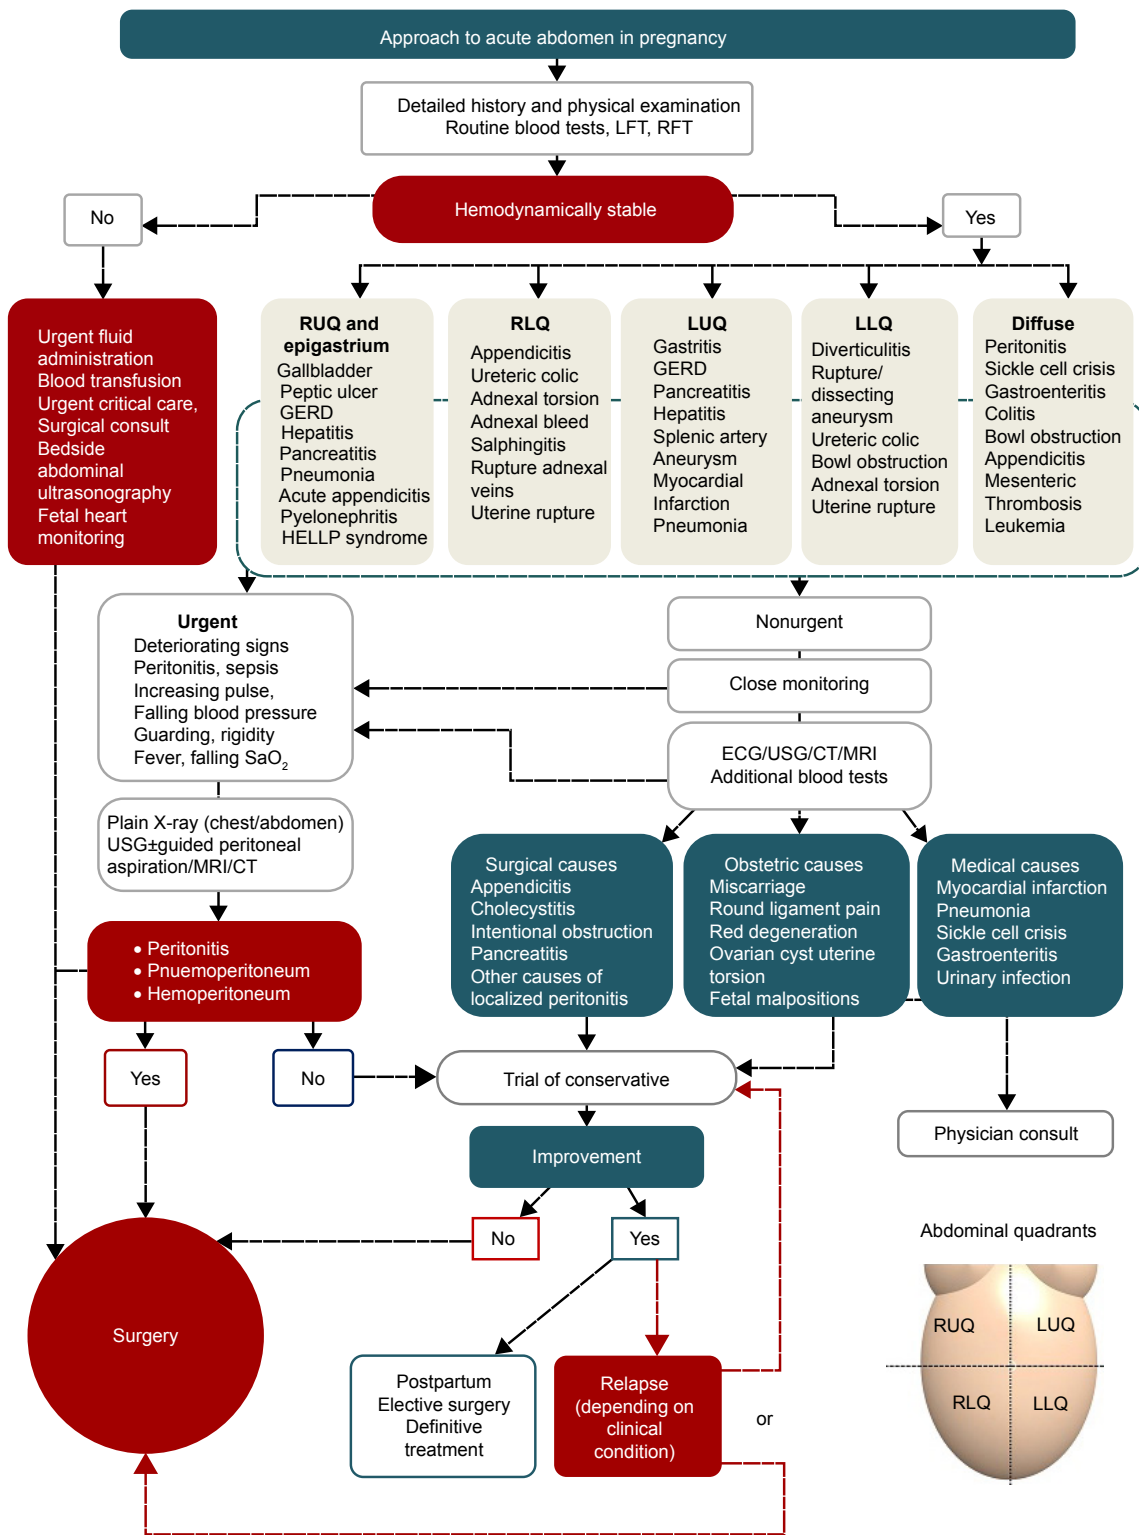 Approach to acute abdomen in pregnancy
Detailed history and physical examination
Routine blood tests, LFT, RFT
Hemodynamically stable
No
Yes
Urgent fluid
administration
Blood transfusion
Urgent critical care,
Surgical consult
Bedside
abdominal
ultrasonography
Fetal heart
monitoring
RUQ and
epigastrium
Gallbladder
Peptic ulcer
GERD
Hepatitis
Pancreatitis
Pneumonia
Acute appendicitis
Pyelonephritis
HELLP syndrome
RLQ
Appendicitis
Ureteric colic
Adnexal torsion
Adnexal bleed
Salphingitis
Rupture adnexal
veins
Uterine rupture
LUQ
Gastritis
GERD
Pancreatitis
Hepatitis
Splenic artery
Aneurysm
Myocardial
Infarction
Pneumonia
LLQ
Diverticulitis
Rupture/
dissecting
aneurysm
Ureteric colic
Bowl obstruction
Adnexal torsion
Uterine rupture
Diffuse
Peritonitis
Sickle cell crisis
Gastroenteritis
Colitis
Bowl obstruction
Appendicitis
Mesenteric
Thrombosis
Leukemia
Urgent
Deteriorating signs
Peritonitis, sepsis
Increasing pulse,
Falling blood pressure
Guarding, rigidity
Fever, falling SaO₂
Nonurgent
Close monitoring
ECG/USG/CT/MRI
Additional blood tests
Plain X-ray (chest/abdomen)
USG±guided peritoneal
aspiration/MRI/CT
Surgical causes
Appendicitis
Cholecystitis
Intentional obstruction
Pancreatitis
Other causes of
localized peritonitis
Obstetric causes
Miscarriage
Round ligament pain
Red degeneration
Ovarian cyst uterine
torsion
Fetal malpositions
Medical causes
Myocardial infarction
Pneumonia
Sickle cell crisis
Gastroenteritis
Urinary infection
• Peritonitis
• Pnuemoperitoneum
• Hemoperitoneum
Yes
No
Trial of conservative
Physician consult
Improvement
No
Yes
Surgery
Postpartum
Elective surgery
Definitive
treatment
Relapse
(depending on
clinical
condition)
or
Abdominal quadrants
RUQ
LUQ
RLQ
LLQ